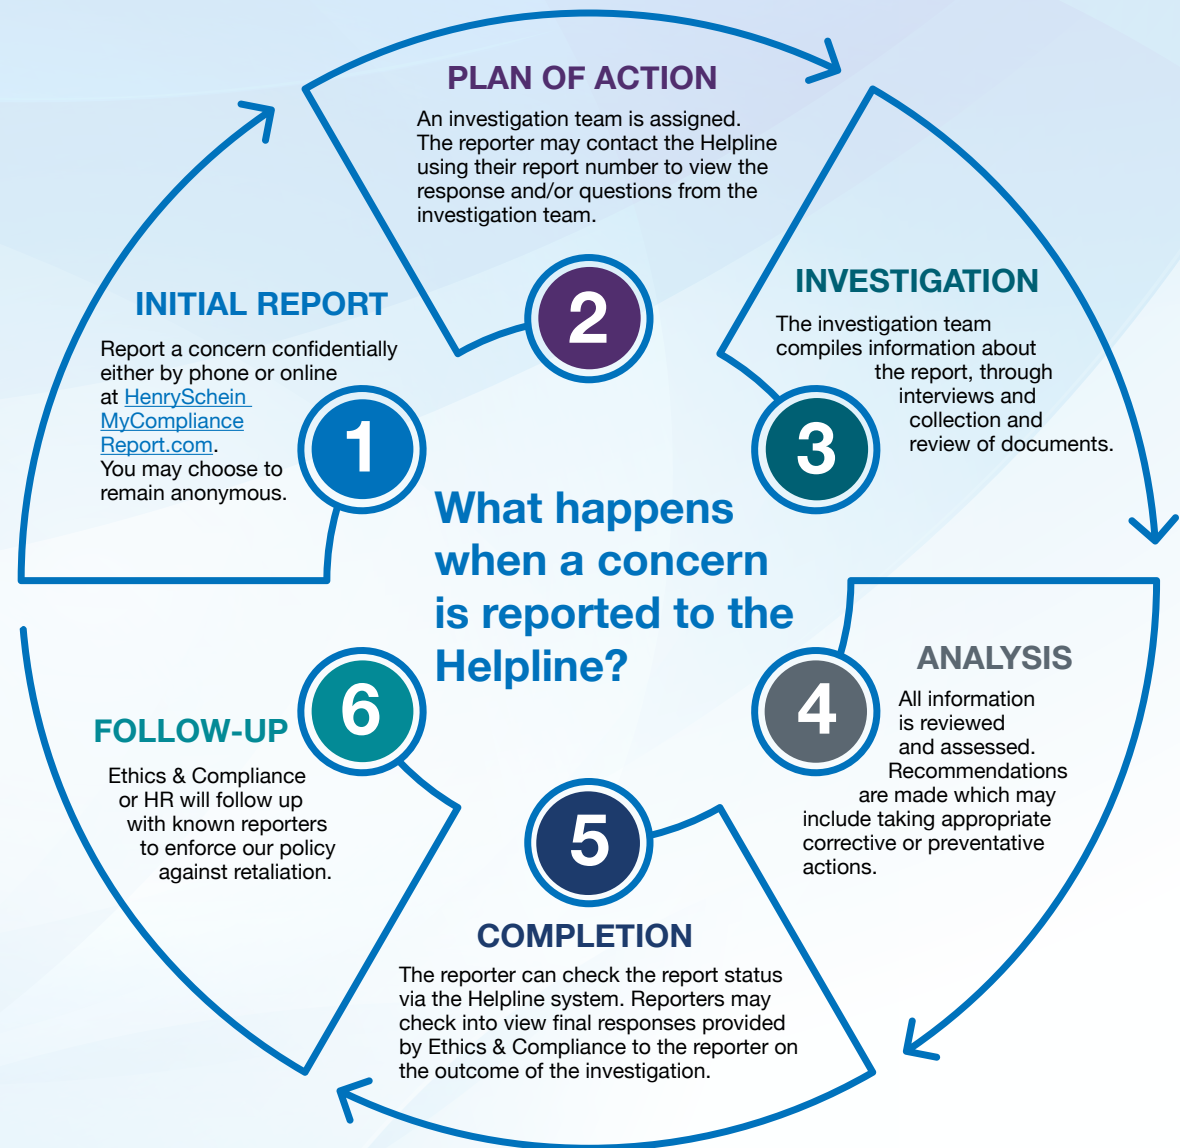 What happens
when a concern
is reported to the
Helpline?
1
INITIAL REPORT
Report a concern confidentially
either by phone or online
at HenrySchein
MyCompliance
Report.com.
You may choose to
remain anonymous.
2
PLAN OF ACTION
An investigation team is assigned.
The reporter may contact the Helpline
using their report number to view the
response and/or questions from the
investigation team.
3
INVESTIGATION
The investigation team
compiles information about
the report, through
interviews and
collection and
review of documents.
4
ANALYSIS
All information
is reviewed
and assessed.
Recommendations
are made which may
include taking appropriate
corrective or preventative
actions.
5
COMPLETION
The reporter can check the report status
via the Helpline system. Reporters may
check into view final responses provided
by Ethics & Compliance to the reporter on
the outcome of the investigation.
6
FOLLOW-UP
Ethics & Compliance
or HR will follow up
with known reporters
to enforce our policy
against retaliation.